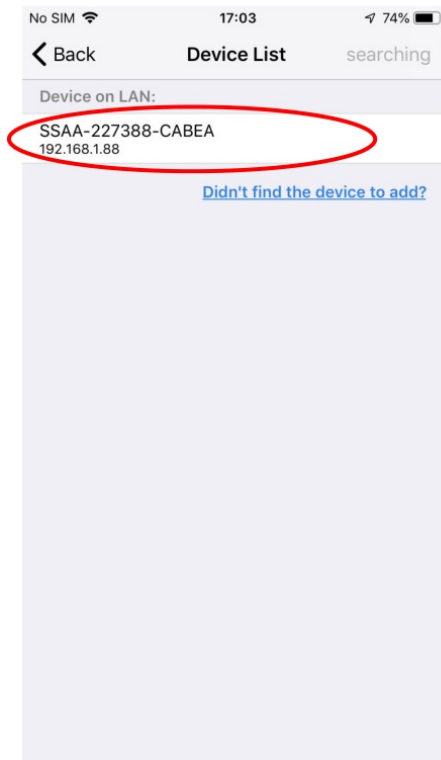 No SIM 17:03 74%
Back Device List searching
Device on LAN:
SSAA-227388-CABEA
192.168.1.88
Didn't find the device to add?